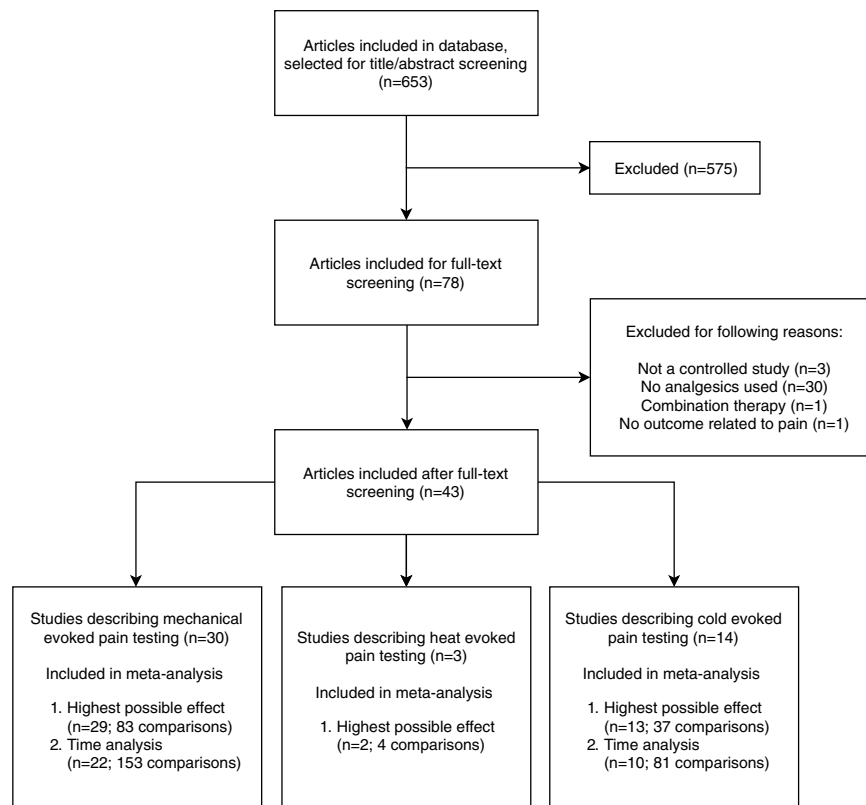 Articles included in database,
selected for title/abstract screening
(n=653)
Excluded (n=575)
Articles included for full-text
screening (n=78)
Excluded for following reasons:
Not a controlled study (n=3)
No analgesics used (n=30)
Combination therapy (n=1)
No outcome related to pain (n=1)
Articles included after full-text
screening (n=43)
Studies describing mechanical
evoked pain testing (n=30)
Included in meta-analysis
1. Highest possible effect
(n=29; 83 comparisons)
2. Time analysis
(n=22; 153 comparisons)
Studies describing heat evoked
pain testing (n=3)
Included in meta-analysis
1. Highest possible effect
(n=2; 4 comparisons)
Studies describing cold evoked
pain testing (n=14)
Included in meta-analysis
1. Highest possible effect
(n=13; 37 comparisons)
2. Time analysis
(n=10; 81 comparisons)